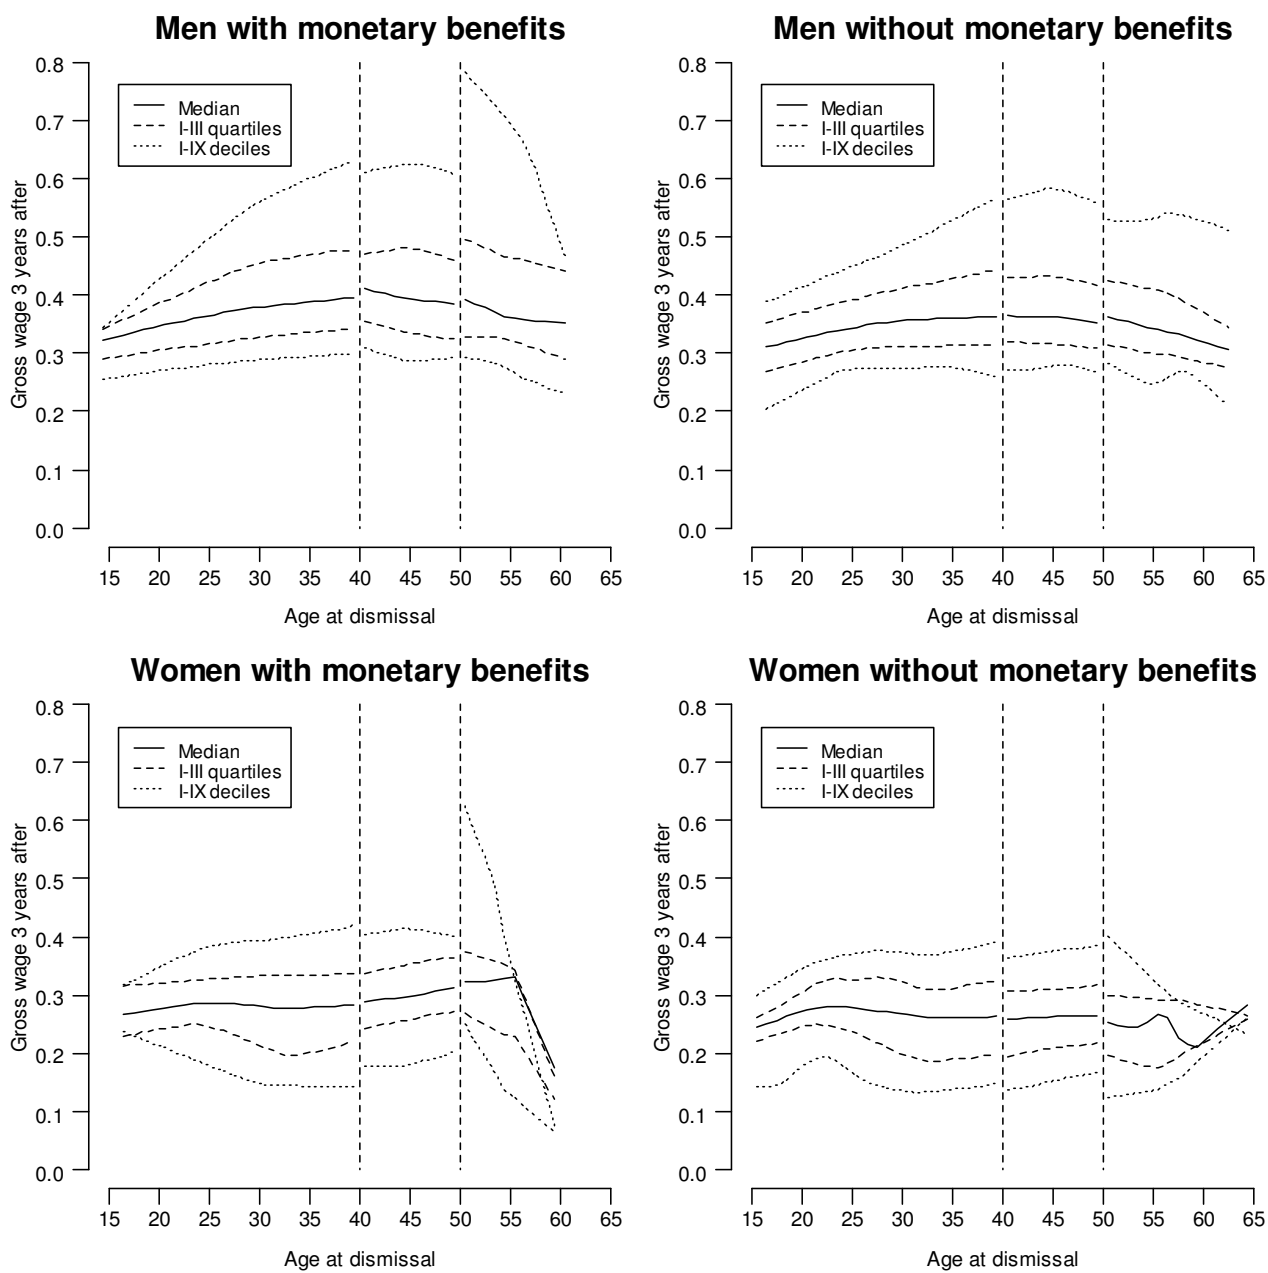 Men with monetary benefits
Gross wage 3 years after
0.8
0.7
0.6
0.5
0.4
0.3
0.2
0.1
0.0
Median
I-III quartiles
I-IX deciles
15 20 25 30 35 40 45 50 55 60 65
Age at dismissal
Men without monetary benefits
Gross wage 3 years after
0.8
0.7
0.6
0.5
0.4
0.3
0.2
0.1
0.0
Median
I-III quartiles
I-IX deciles
15 20 25 30 35 40 45 50 55 60 65
Age at dismissal
Women with monetary benefits
Gross wage 3 years after
0.8
0.7
0.6
0.5
0.4
0.3
0.2
0.1
0.0
Median
I-III quartiles
I-IX deciles
15 20 25 30 35 40 45 50 55 60 65
Age at dismissal
Women without monetary benefits
Gross wage 3 years after
0.8
0.7
0.6
0.5
0.4
0.3
0.2
0.1
0.0
Median
I-III quartiles
I-IX deciles
15 20 25 30 35 40 45 50 55 60 65
Age at dismissal